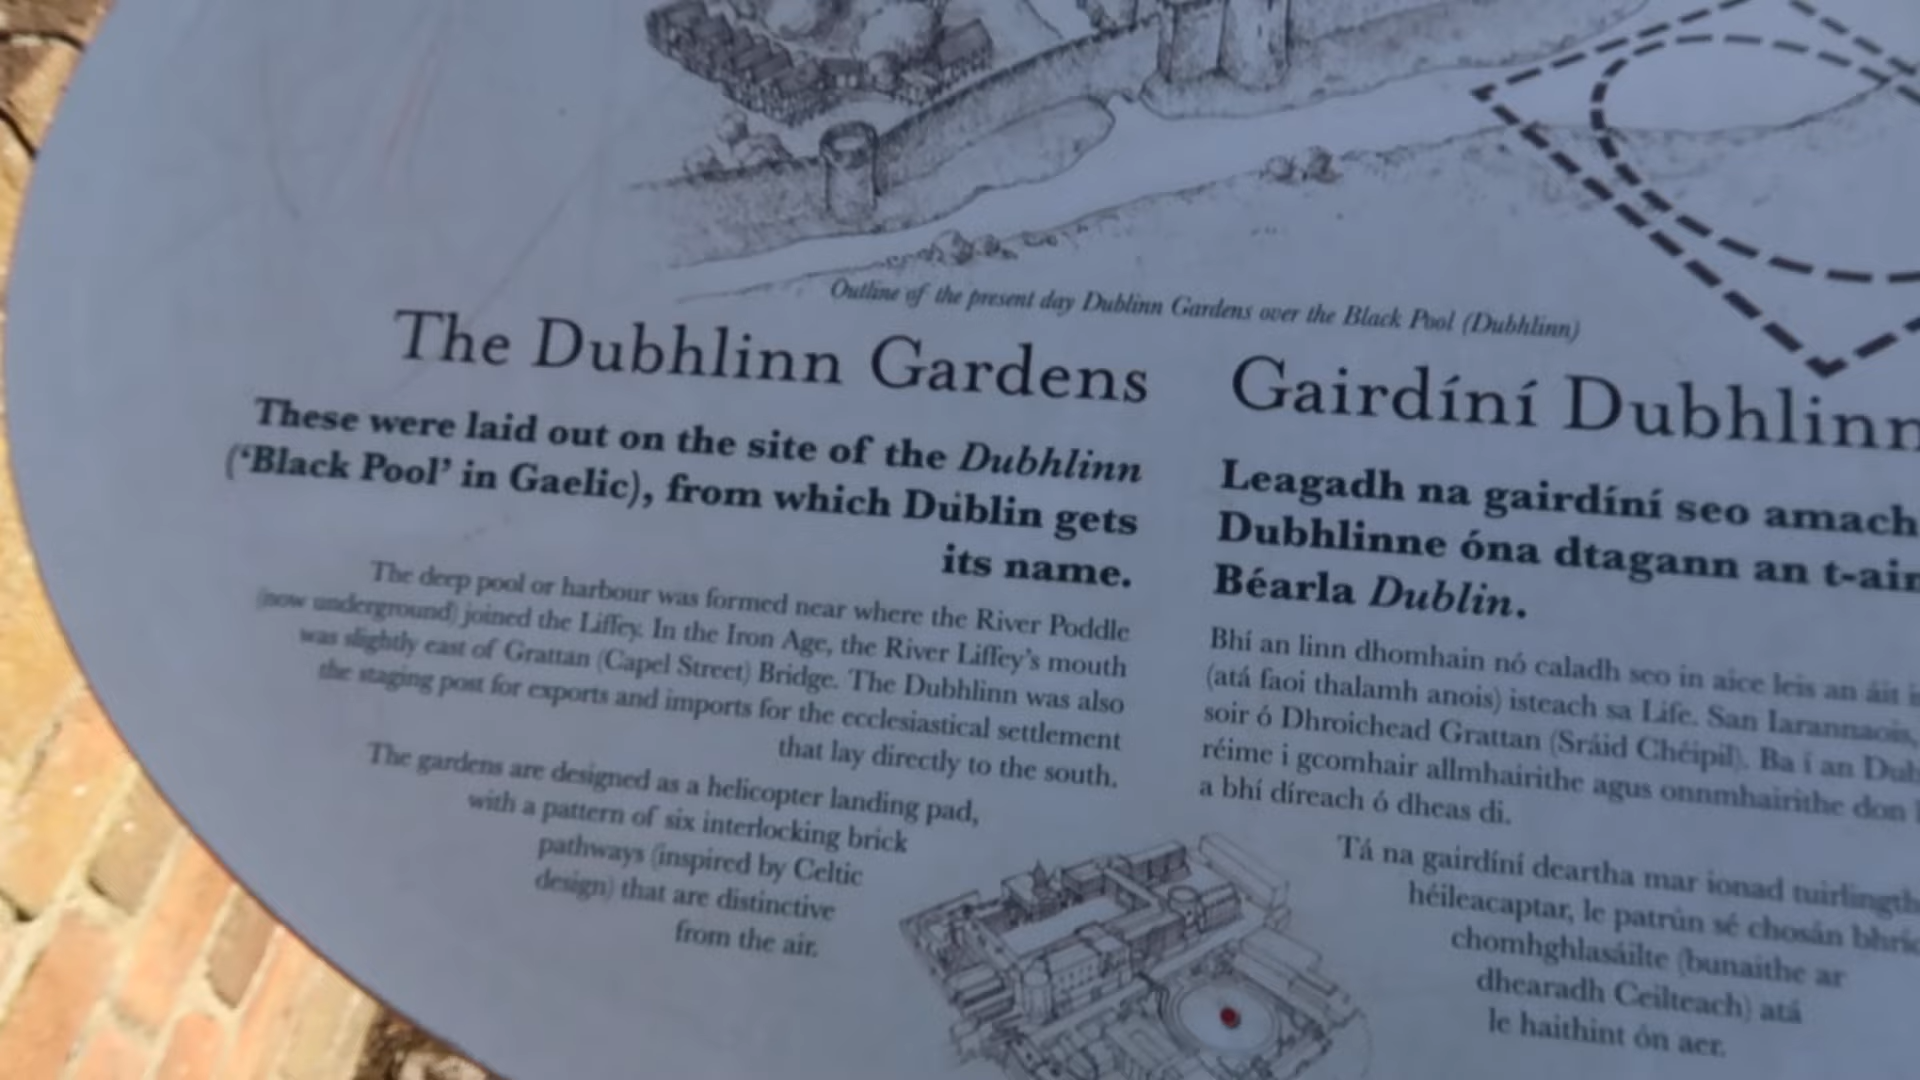 Outline of the present day Dublinn Gardens over the Black Pool (Dubhlinn)
The Dubhlinn Gardens
These were laid out on the site of the Dubhlinn
('Black Pool' in Gaelic), from which Dublin gets
its name.
The deep pool or harbour was formed near where the River Poddle
(now underground) joined the Liffey. In the Iron Age, the River Liffey's mouth
was slightly east of Grattan (Capel Street) Bridge. The Dubhlinn was also
the staging post for exports and imports for the ecclesiastical settlement
that lay directly to the south.
The gardens are designed as a helicopter landing pad,
with a pattern of six interlocking brick
pathways (inspired by Celtic
design) that are distinctive
from the air.
Gairdíní Dubhlinn
Leagadh na gairdíní seo amach
Dubhlinne óna dtagann an
Béarla Dublin.
Bhí an linn dhomhain nó caladh seo in aice leis an áit
(atá faoi thalamh anois) isteach sa Life. San Iarannaois,
soir ó Dhroichead Grattan (Sráid Chéipil). Ba í an
réime i gcomhair allmhairithe agus onnmhairithe don
a bhí díreach ó dheas di.
Tá na gairdíní deartha mar ionad
héileacaptar, le patrún sé chosán
chomhghlasáilte (bunaithe ar
dhearadh Ceilteach) atá
le haithint ón aer.